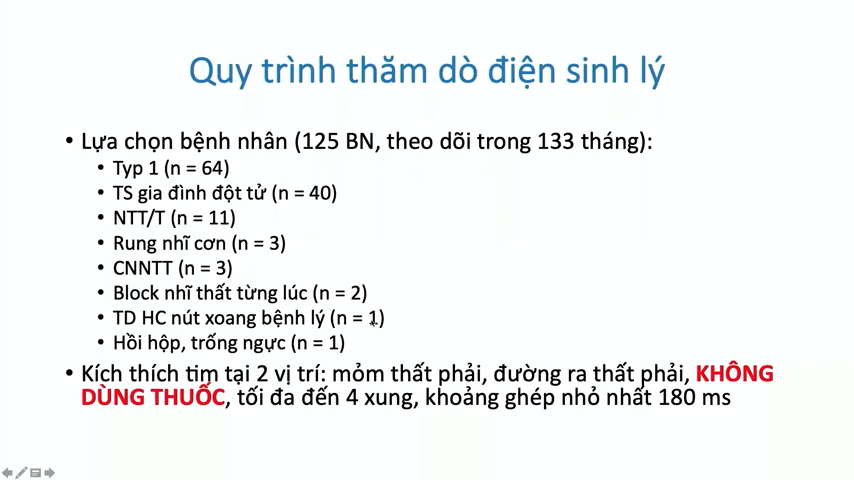 Quy trình thăm dò điện sinh lý
• Lựa chọn bệnh nhân (125 BN, theo dõi trong 133 tháng):
• Typ 1 (n = 64)
• TS gia đình đột tử (n = 40)
• NTT/T (n = 11)
• Rung nhĩ cơn (n = 3)
• CNNTT (n = 3)
• Block nhĩ thất từng lúc (n = 2)
• TD HC nút xoang bệnh lý (n = 1)
• Hồi hộp, trống ngực (n = 1)
• Kích thích tim tại 2 vị trí: mỏm thất phải, đường ra thất phải, KHÔNG
DÙNG THUỐC, tối đa đến 4 xung, khoảng ghép nhỏ nhất 180 ms